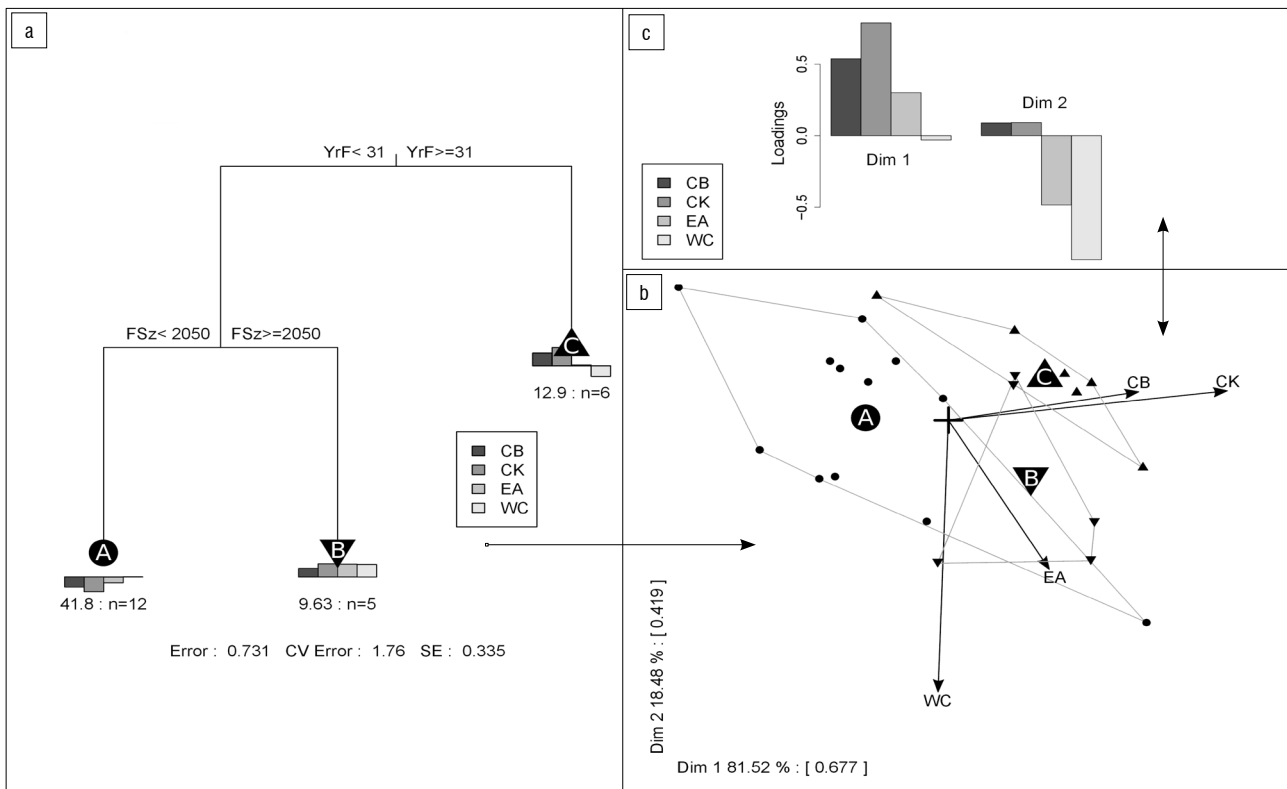 a
YrF< 31 YrF>=31
FSz< 2050 FSz>=2050
C
12.9 : n=6
CB
CK
EA
WC
A
B
41.8 : n=12
9.63 : n=5
Error : 0.731 CV Error : 1.76 SE : 0.335
c
Loadings
0.5
0.0
−0.5
Dim 1
Dim 2
CB
CK
EA
WC
b
C
CB
CK
A
B
EA
WC
Dim 2 18.48 % : [ 0.419 ]
Dim 1 81.52 % : [ 0.677 ]